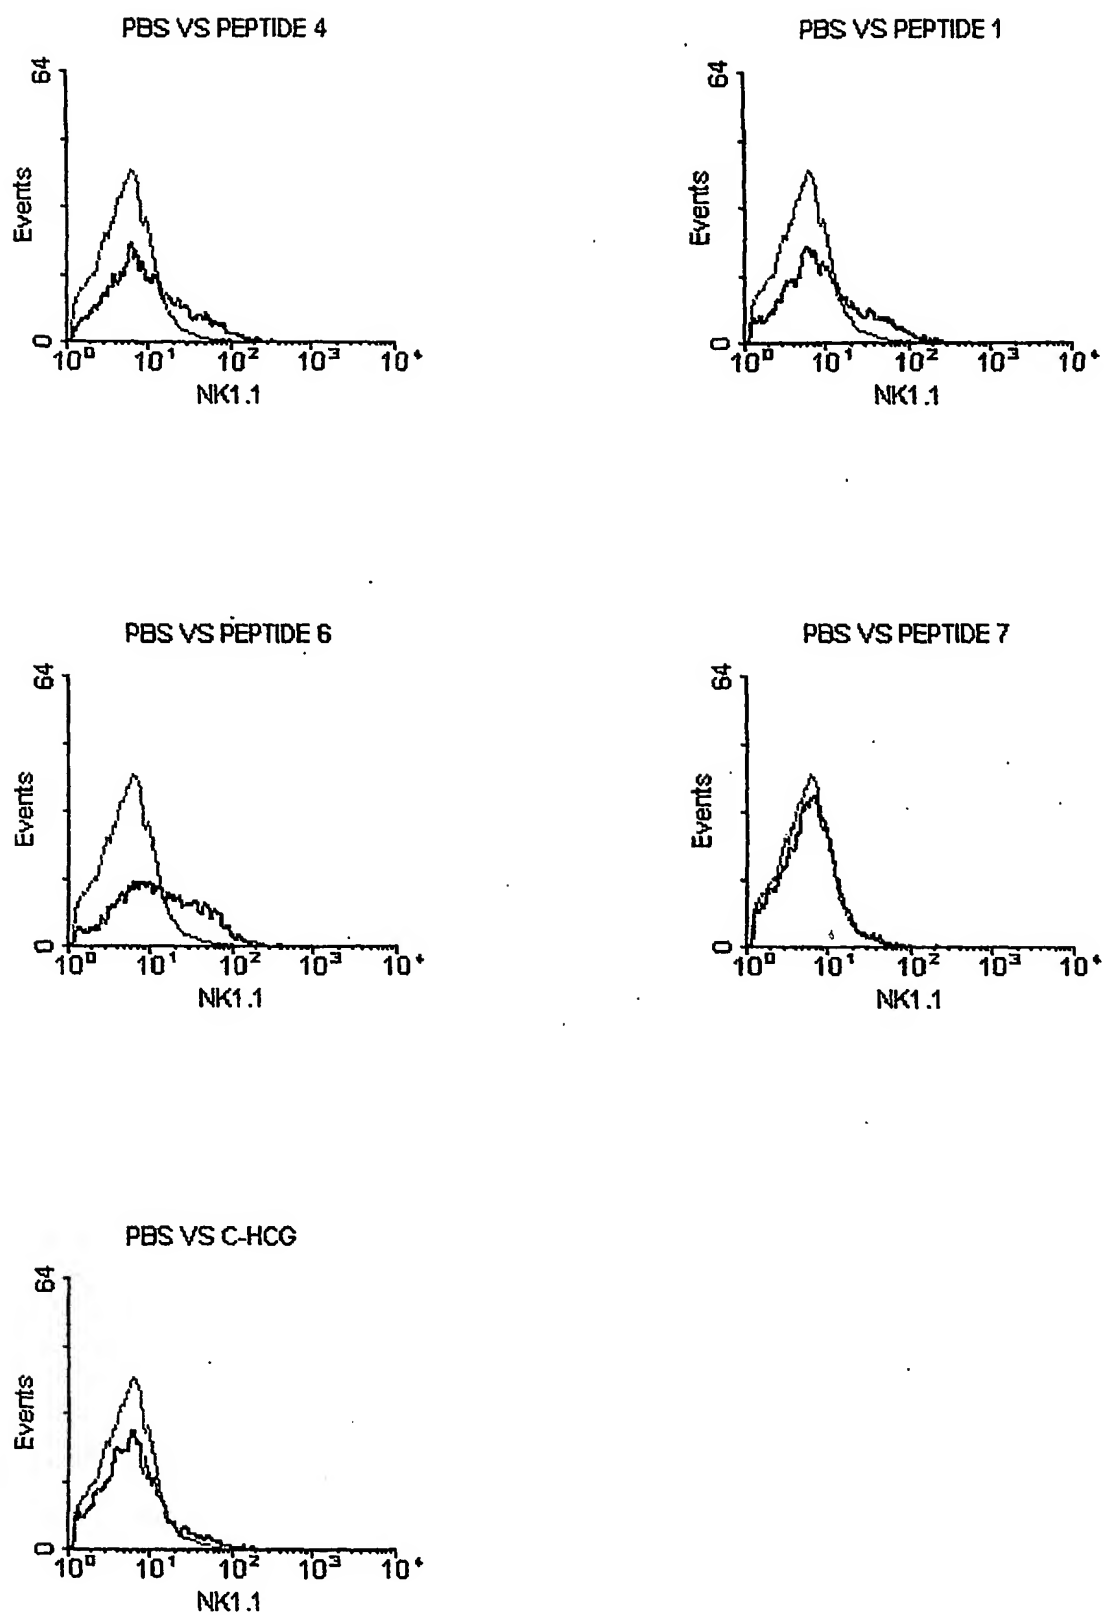 PBS VS PEPTIDE 4
64
Events
0
10⁰ 10¹ 10² 10³ 10⁴
NK1.1
PBS VS PEPTIDE 1
64
Events
0
10⁰ 10¹ 10² 10³ 10⁴
NK1.1
PBS VS PEPTIDE 6
64
Events
0
10⁰ 10¹ 10² 10³ 10⁴
NK1.1
PBS VS PEPTIDE 7
64
Events
0
10⁰ 10¹ 10² 10³ 10⁴
NK1.1
PBS VS C-HCG
64
Events
0
10⁰ 10¹ 10² 10³ 10⁴
NK1.1